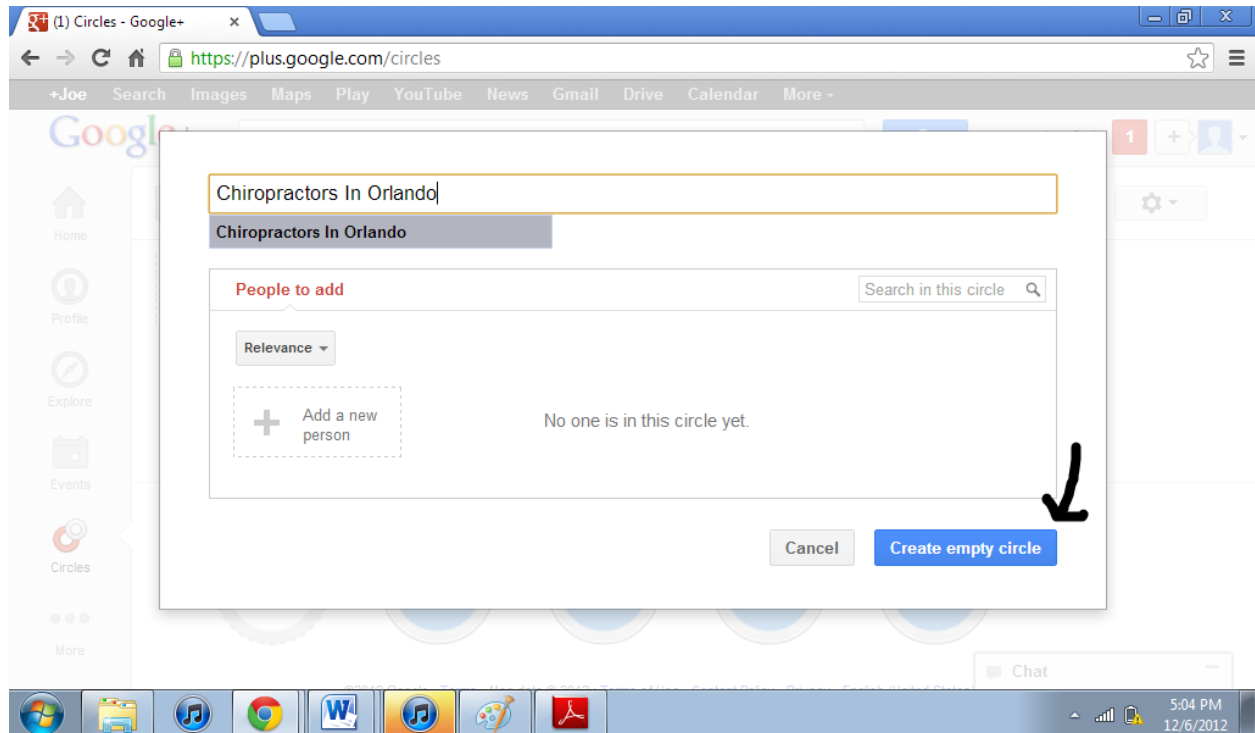 (1) Circles - Google+
https://plus.google.com/circles
+Joe Search Images Maps Play YouTube News Gmail Drive Calendar More
Google+
1
Chiropractors In Orlando
Chiropractors In Orlando
Home
People to add
Search in this circle
Profile
Relevance
Explore
Add a new
person
No one is in this circle yet.
Events
Cancel
Create empty circle
Circles
More
Chat
5:04 PM
12/6/2012